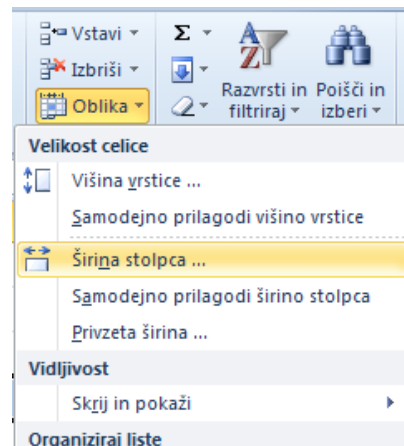 Vstavi
Izbriši
Oblika
Σ
Razvrsti in
filtriraj
Poišči in
izberi
Velikost celice
Višina vrstice ...
Samodejno prilagodi višino vrstice
Širina stolpca ...
Samodejno prilagodi širino stolpca
Privzeta širina ...
Vidljivost
Skrij in pokaži
Organiziraj liste